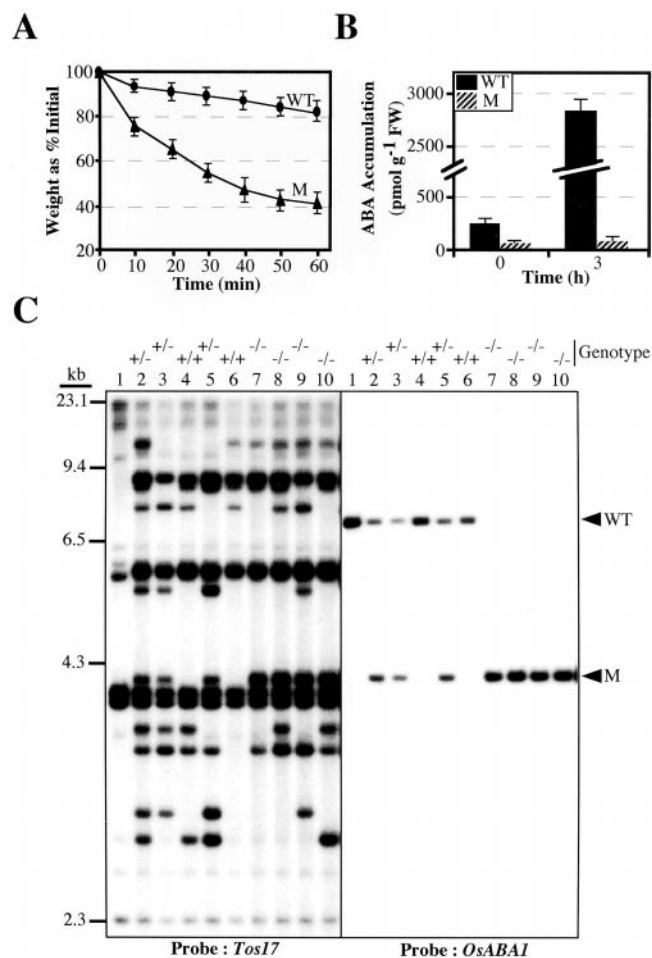 A
B
100
80
60
40
20
0
Weight as % Initial
WT
M
0 10 20 30 40 50 60
Time (min)
3000
2500
500
0
ABA Accumulation
(pmol g-1 FW)
WT
M
0 3
Time (h)
C
+/- +/- +/+ +/- +/+ -/- -/- -/- -/-
+/- +/- +/+ +/- +/+ -/- -/- -/- -/-
Genotype
kb
1 2 3 4 5 6 7 8 9 10
1 2 3 4 5 6 7 8 9 10
23.1
9.4
6.5
4.3
2.3
WT
M
Probe : Tos17
Probe : OsABA1